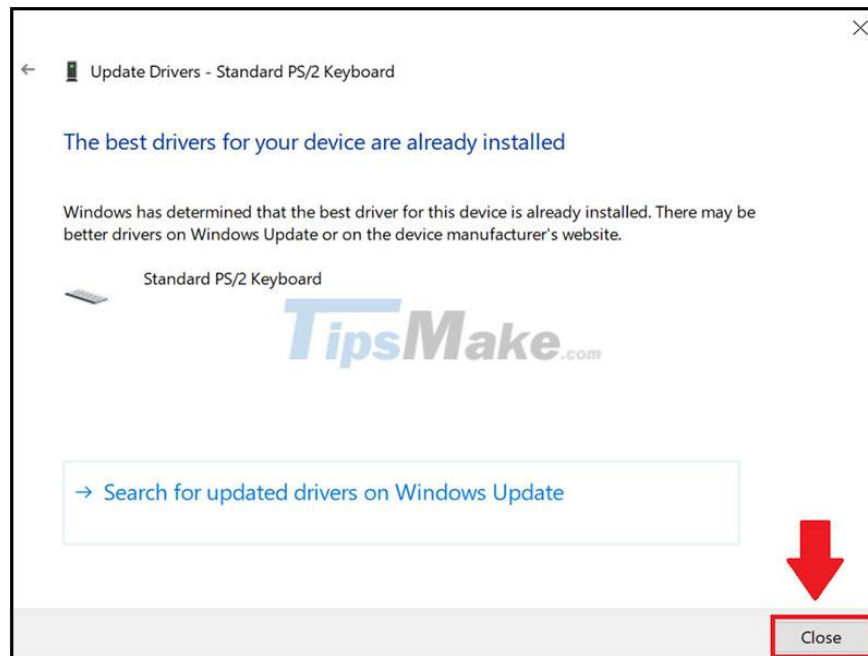 Update Drivers - Standard PS/2 Keyboard
The best drivers for your device are already installed
Windows has determined that the best driver for this device is already installed. There may be
better drivers on Windows Update or on the device manufacturer's website.
Standard PS/2 Keyboard
TipsMake.com
→ Search for updated drivers on Windows Update
Close